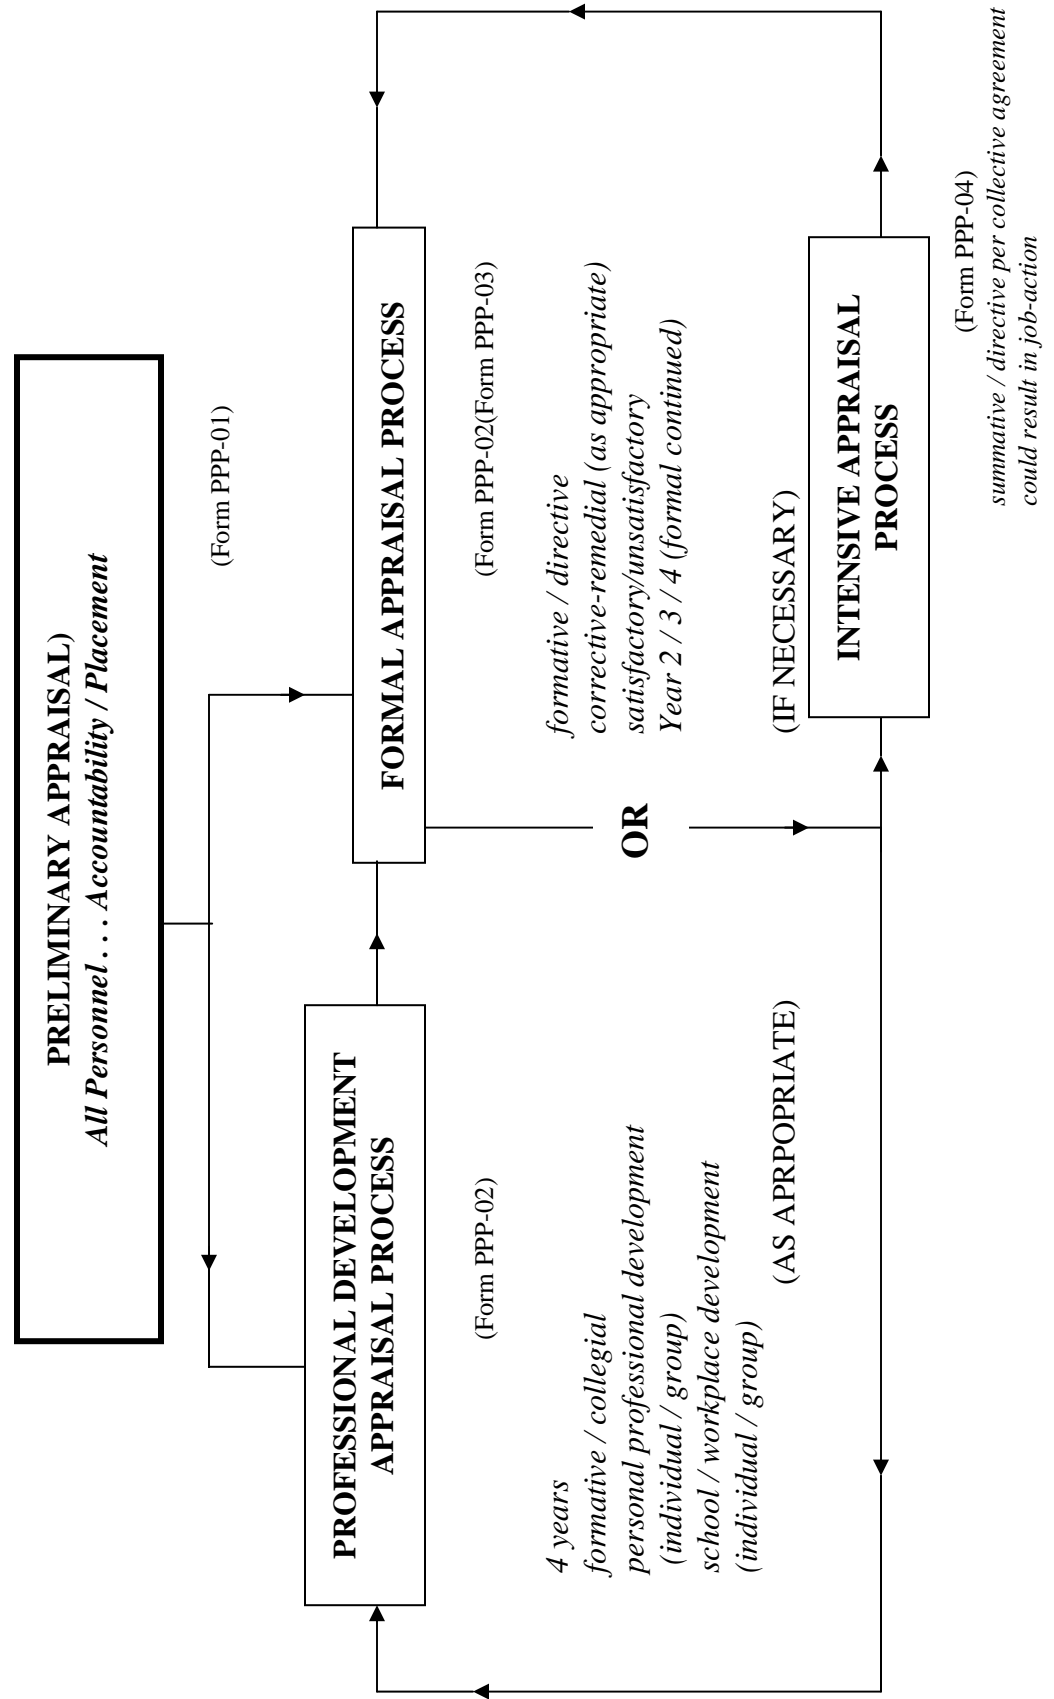 PRELIMINARY APPRAISAL)
All Personnel . . . Accountability / Placement
(Form PPP-01)
PROFESSIONAL DEVELOPMENT
APPRAISAL PROCESS
FORMAL APPRAISAL PROCESS
(Form PPP-02)
(Form PPP-02(Form PPP-03)
4 years
formative / collegial
personal professional development
(individual / group)
school / workplace development
(individual / group)
formative / directive
corrective-remedial (as appropriate)
satisfactory/unsatisfactory
Year 2 / 3 / 4 (formal continued)
OR
(AS APRPOPRIATE)
(IF NECESSARY)
INTENSIVE APPRAISAL
PROCESS
(Form PPP-04)
summative / directive per collective agreement
could result in job-action